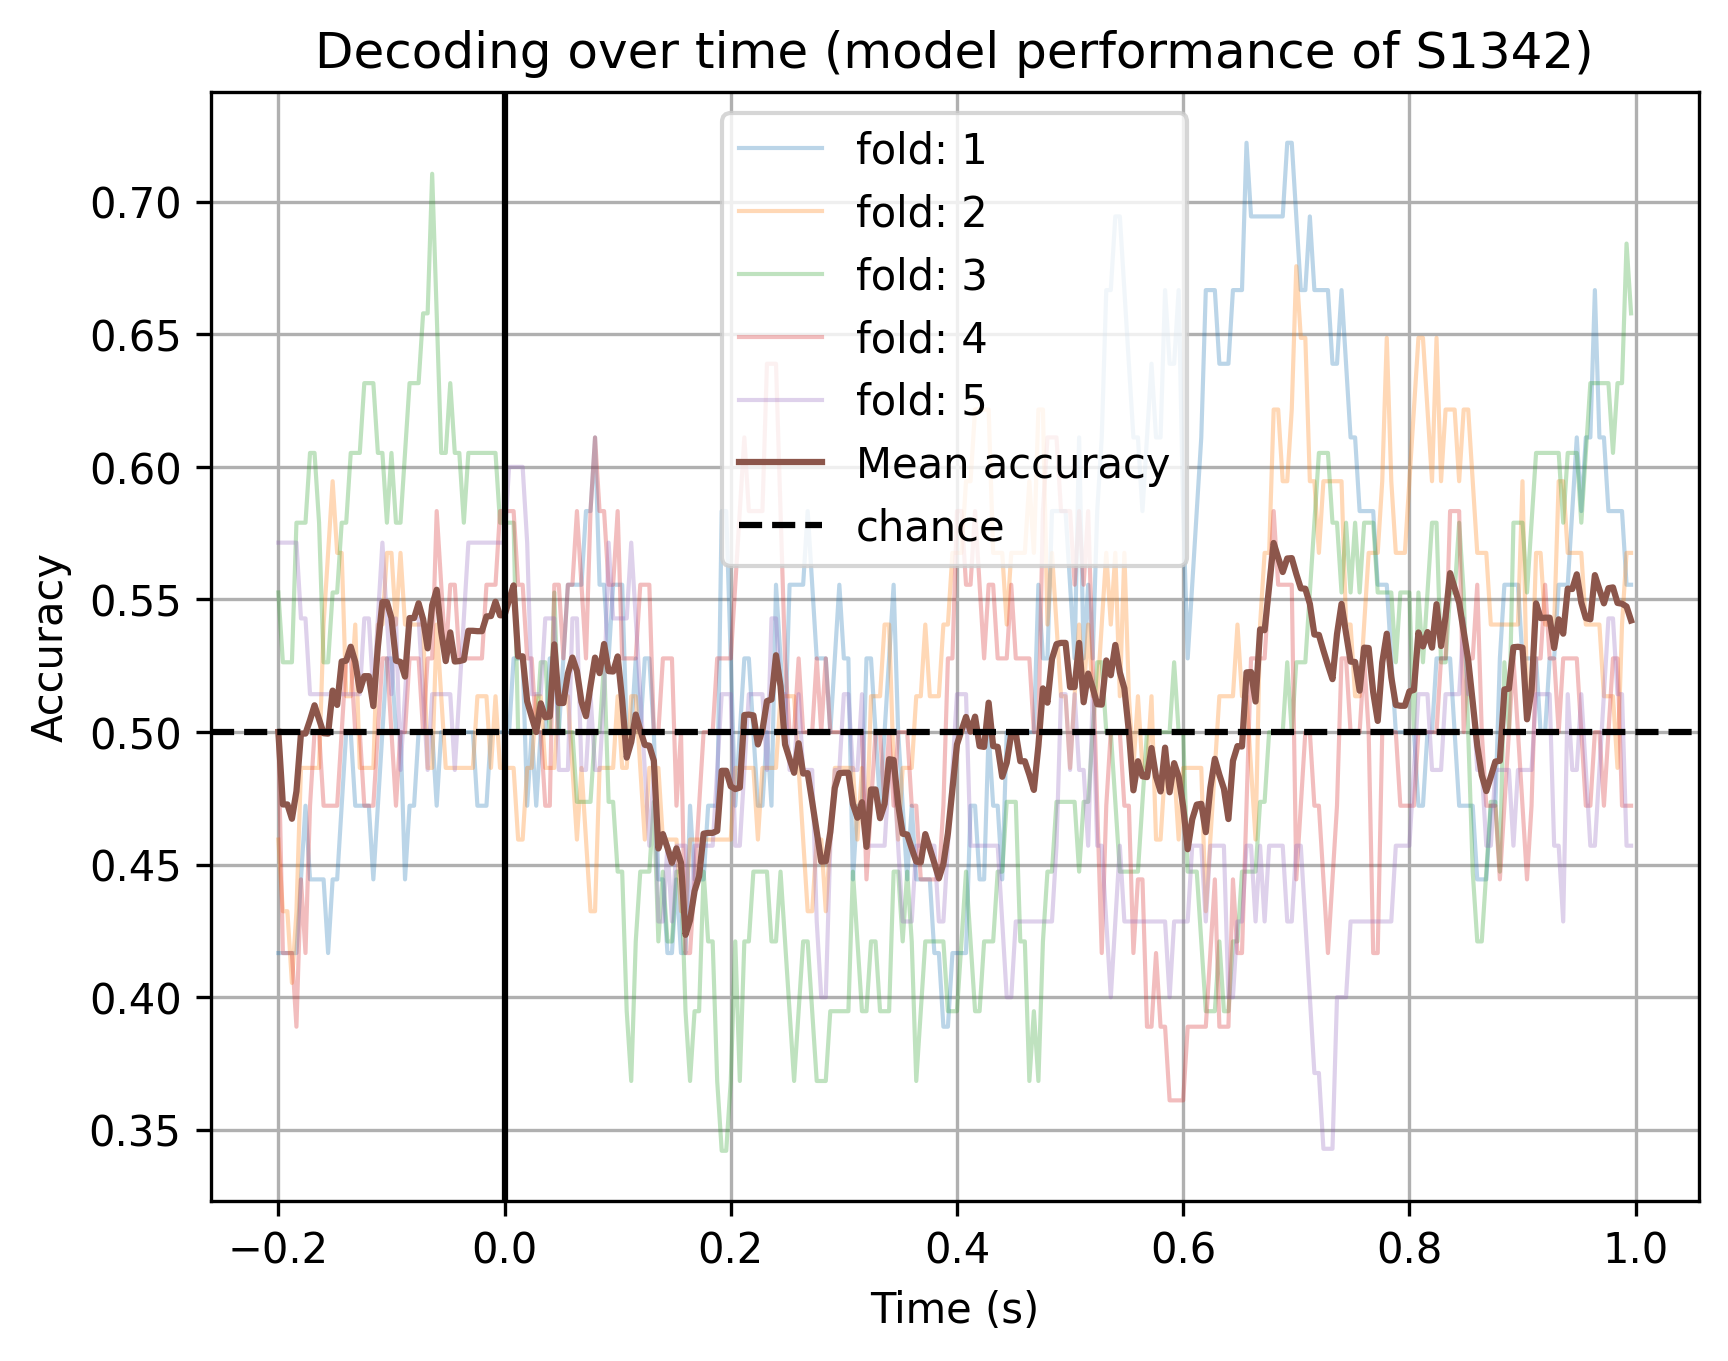 Decoding over time (model performance of S1342)
fold: 1
fold: 2
fold: 3
fold: 4
fold: 5
Mean accuracy
chance
Accuracy
0.70
0.65
0.60
0.55
0.50
0.45
0.40
0.35
−0.2 0.0 0.2 0.4 0.6 0.8 1.0
Time (s)